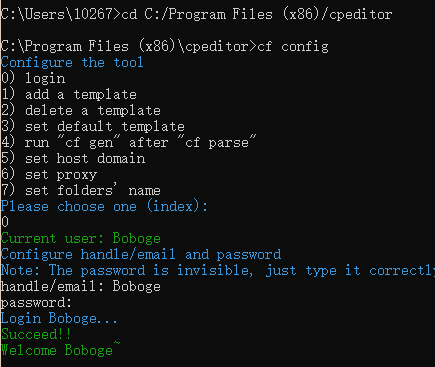 C:\Users\10267>cd C:/Program Files (x86)/cpeditor
C:\Program Files (x86)\cpeditor>cf config
Configure the tool
0) login
1) add a template
2) delete a template
3) set default template
4) run "cf gen" after "cf parse"
5) set host domain
6) set proxy
7) set folders' name
Please choose one (index):
0
Current user: Boboge
Configure handle/email and password
Note: The password is invisible, just type it correctly
handle/email: Boboge
password:
Login Boboge...
Succeed!!
Welcome Boboge~